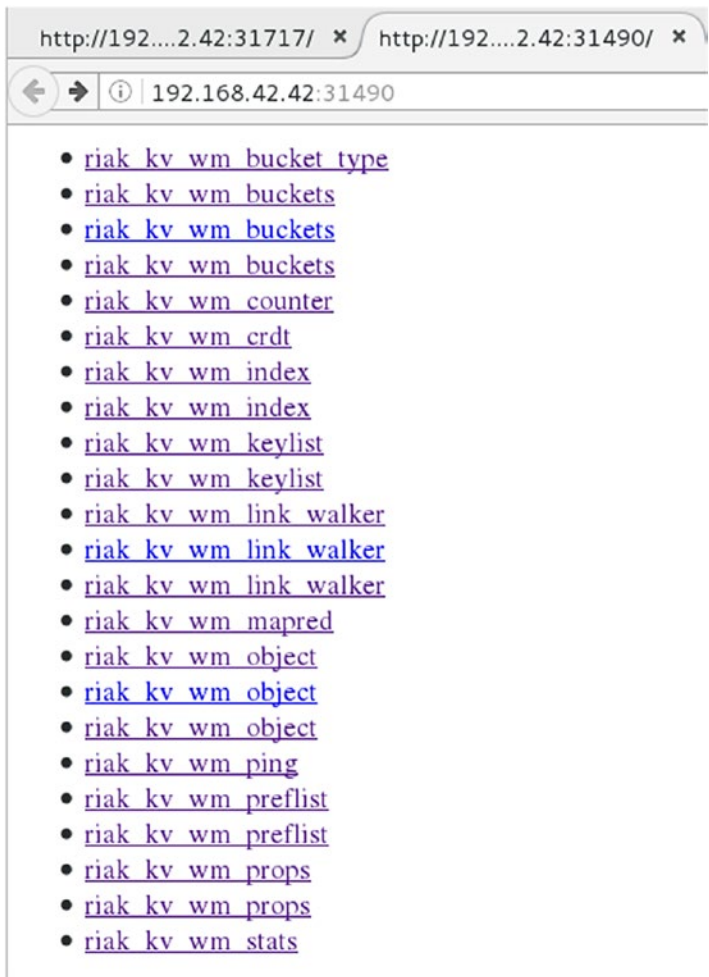 http://192....2.42:31717/ × http://192....2.42:31490/ ×
192.168.42.42:31490
• riak_kv_wm_bucket_type
• riak_kv_wm_buckets
• riak_kv_wm_buckets
• riak_kv_wm_buckets
• riak_kv_wm_counter
• riak_kv_wm_crdt
• riak_kv_wm_index
• riak_kv_wm_index
• riak_kv_wm_keylist
• riak_kv_wm_keylist
• riak_kv_wm_link_walker
• riak_kv_wm_link_walker
• riak_kv_wm_link_walker
• riak_kv_wm_mapred
• riak_kv_wm_object
• riak_kv_wm_object
• riak_kv_wm_object
• riak_kv_wm_ping
• riak_kv_wm_preflist
• riak_kv_wm_preflist
• riak_kv_wm_props
• riak_kv_wm_props
• riak_kv_wm_stats